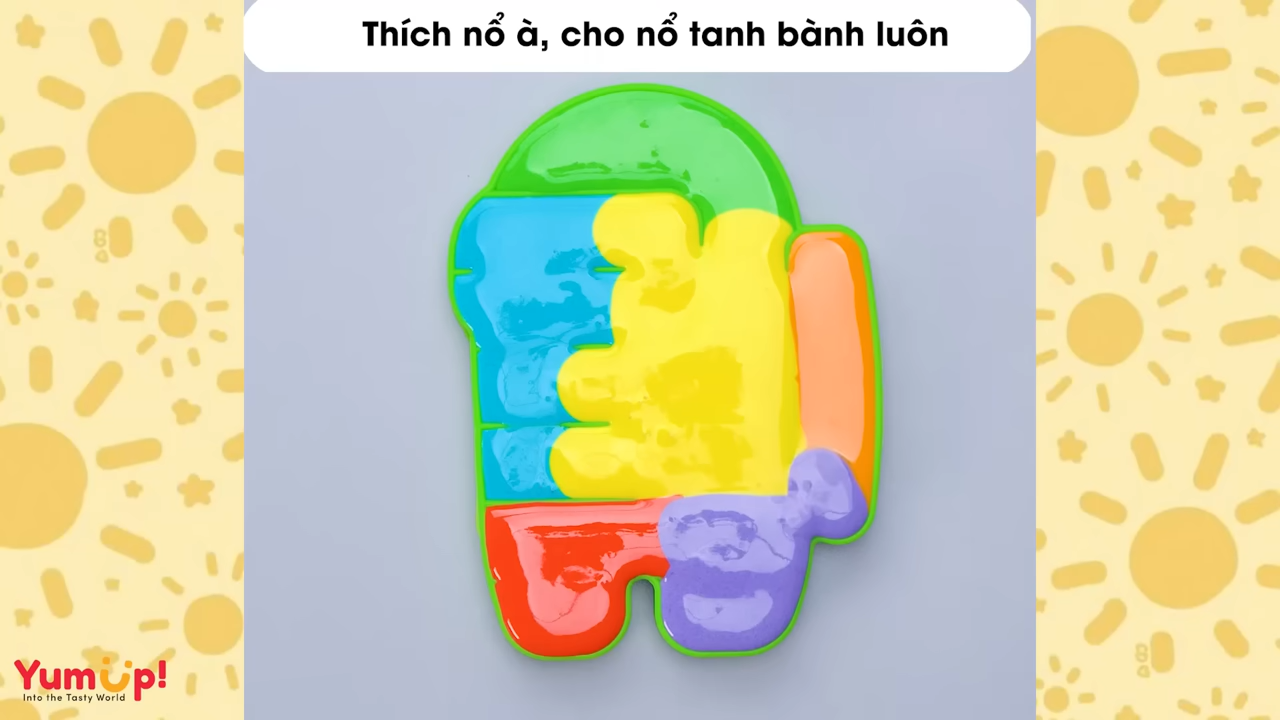 Thích nổ à, cho nổ tanh bành luôn
YumUp!
Into the Tasty World